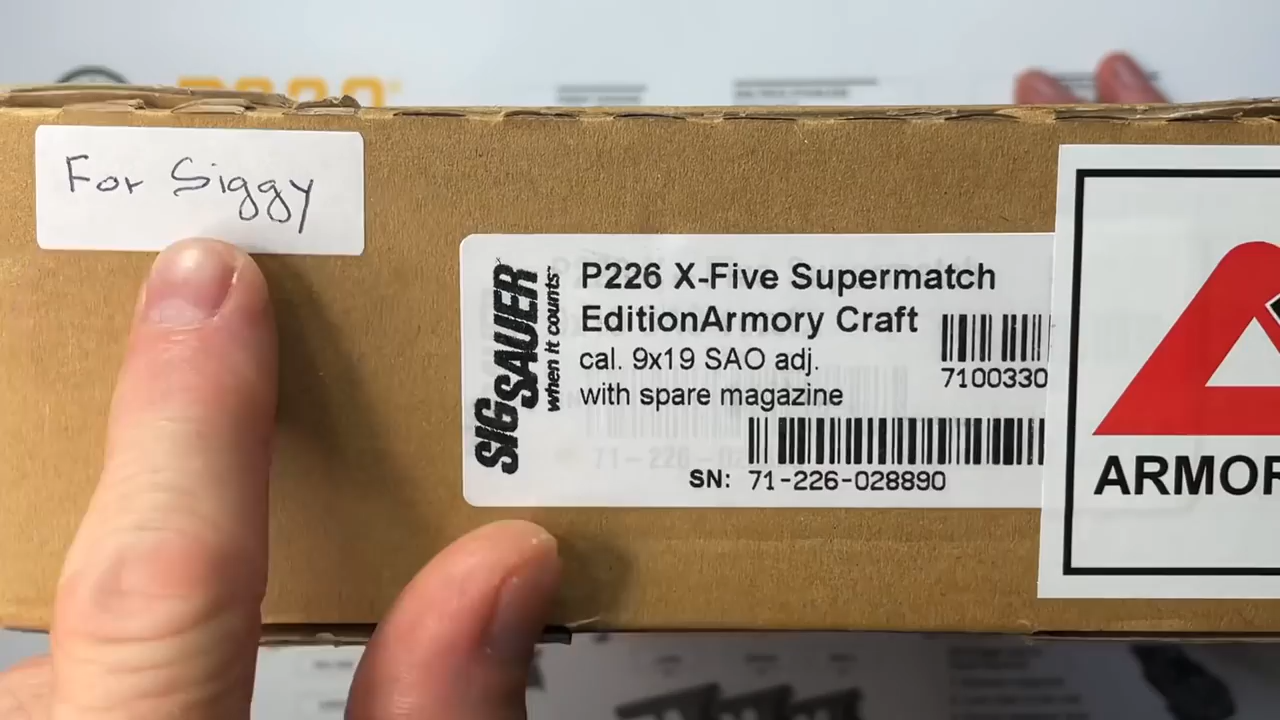 For Siggy
SIG SAUER
when it counts
P226 X-Five Supermatch
EditionArmory Craft
cal. 9x19 SAO adj.
with spare magazine
7100330
SN: 71-226-028890
ARMOR